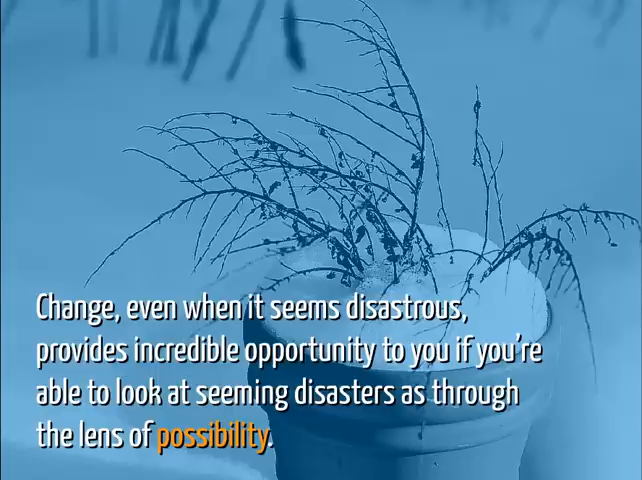 Change, even when it seems disastrous,
provides incredible opportunity to you if you're
able to look at seeming disasters as through
the lens of possibility.